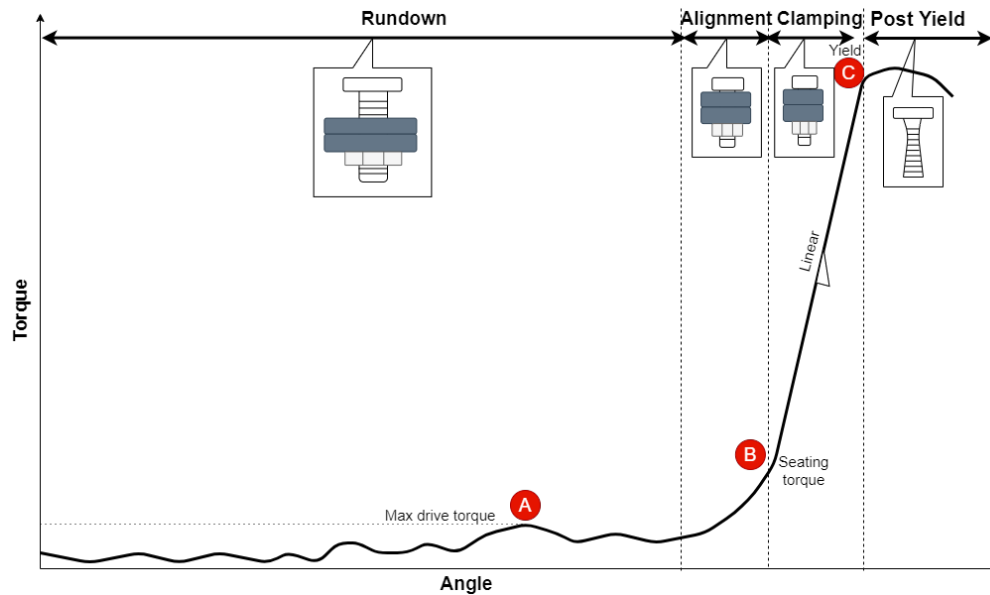 Rundown
Alignment
Clamping
Post Yield
Yield
C
Linear
Torque
B
Seating
torque
A
Max drive torque
Angle